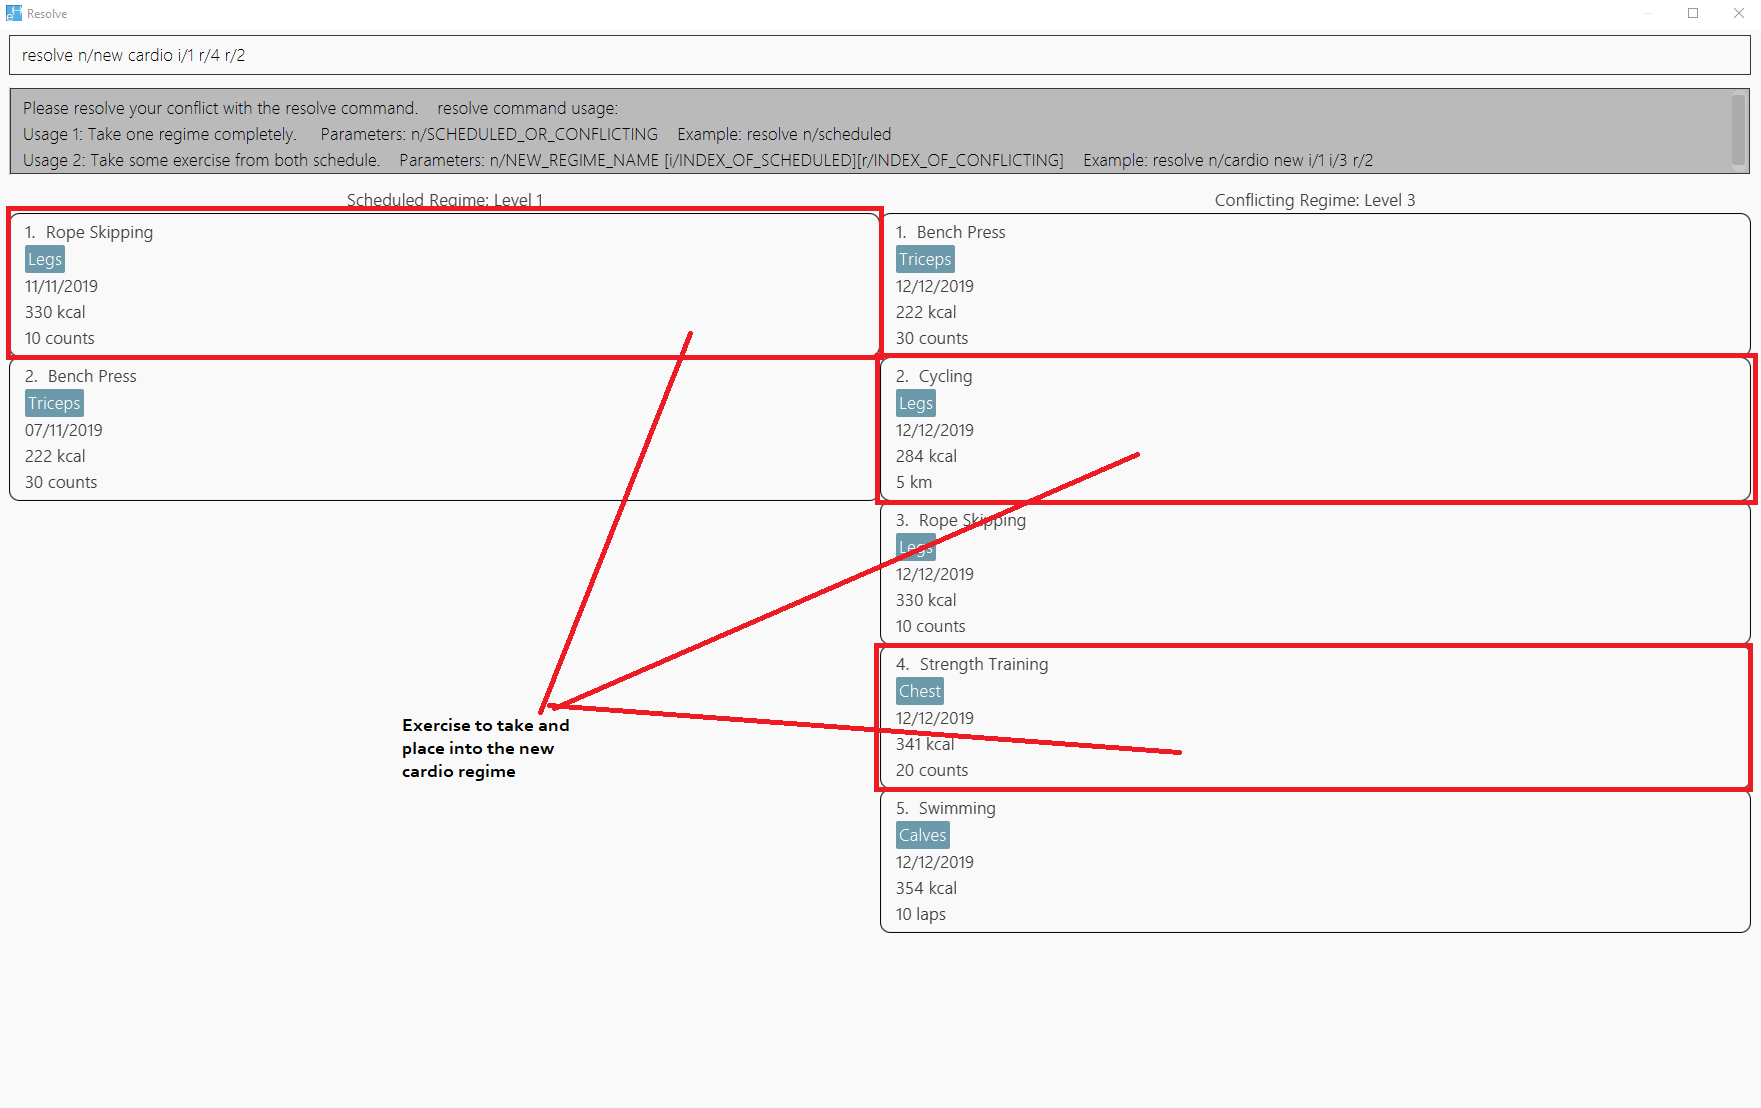 Resolve
resolve n/new cardio i/1 r/4 r/2
Please resolve your conflict with the resolve command. resolve command usage:
Usage 1: Take one regime completely. Parameters: n/SCHEDULED_OR_CONFLICTING Example: resolve n/scheduled
Usage 2: Take some exercise from both schedule. Parameters: n/NEW_REGIME_NAME [i/INDEX_OF_SCHEDULED][r/INDEX_OF_CONFLICTING] Example: resolve n/cardio new i/1 i/3 r/2
Scheduled Regime: Level 1
1. Rope Skipping
Legs
11/11/2019
330 kcal
10 counts
2. Bench Press
Triceps
07/11/2019
222 kcal
30 counts
Conflicting Regime: Level 3
1. Bench Press
Triceps
12/12/2019
222 kcal
30 counts
2. Cycling
Legs
12/12/2019
284 kcal
5 km
3. Rope Skipping
Legs
12/12/2019
330 kcal
10 counts
4. Strength Training
Chest
12/12/2019
341 kcal
20 counts
5. Swimming
Calves
12/12/2019
354 kcal
10 laps
Exercise to take and
place into the new
cardio regime